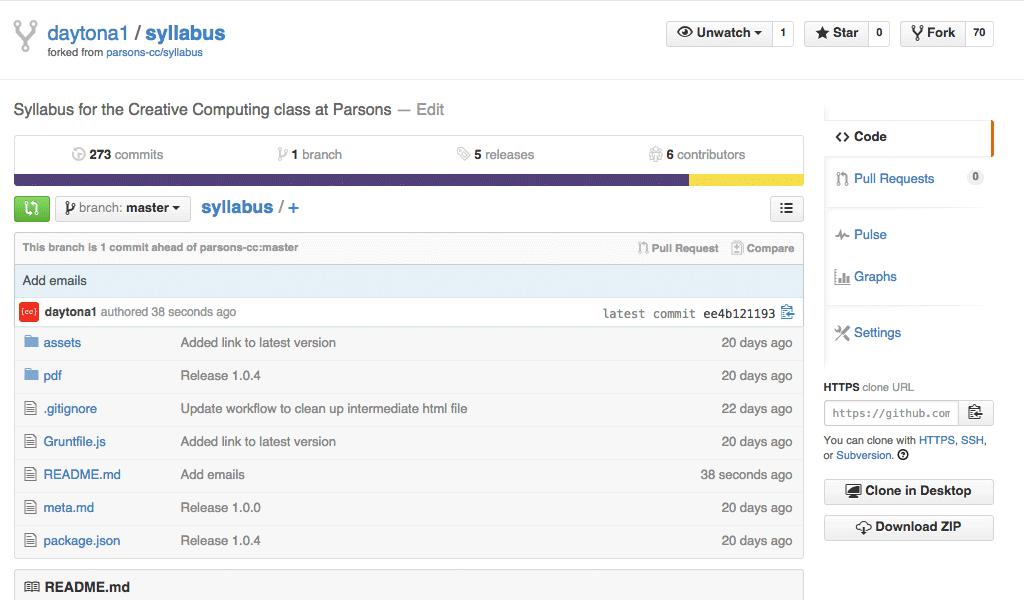 daytona1 / syllabus
forked from parsons-cc/syllabus
Unwatch 1 Star 0 Fork 70
Syllabus for the Creative Computing class at Parsons — Edit
273 commits 1 branch 5 releases 6 contributors
branch: master syllabus / +
This branch is 1 commit ahead of parsons-cc:master Pull Request Compare
Add emails
{cc} daytona1 authored 38 seconds ago latest commit ee4b121193
assets Added link to latest version 20 days ago
pdf Release 1.0.4 20 days ago
.gitignore Update workflow to clean up intermediate html file 22 days ago
Gruntfile.js Added link to latest version 20 days ago
README.md Add emails 38 seconds ago
meta.md Release 1.0.0 20 days ago
package.json Release 1.0.4 20 days ago
README.md
<> Code
Pull Requests 0
Pulse
Graphs
Settings
HTTPS clone URL
https://github.com
You can clone with HTTPS, SSH,
or Subversion. ?
Clone in Desktop
Download ZIP